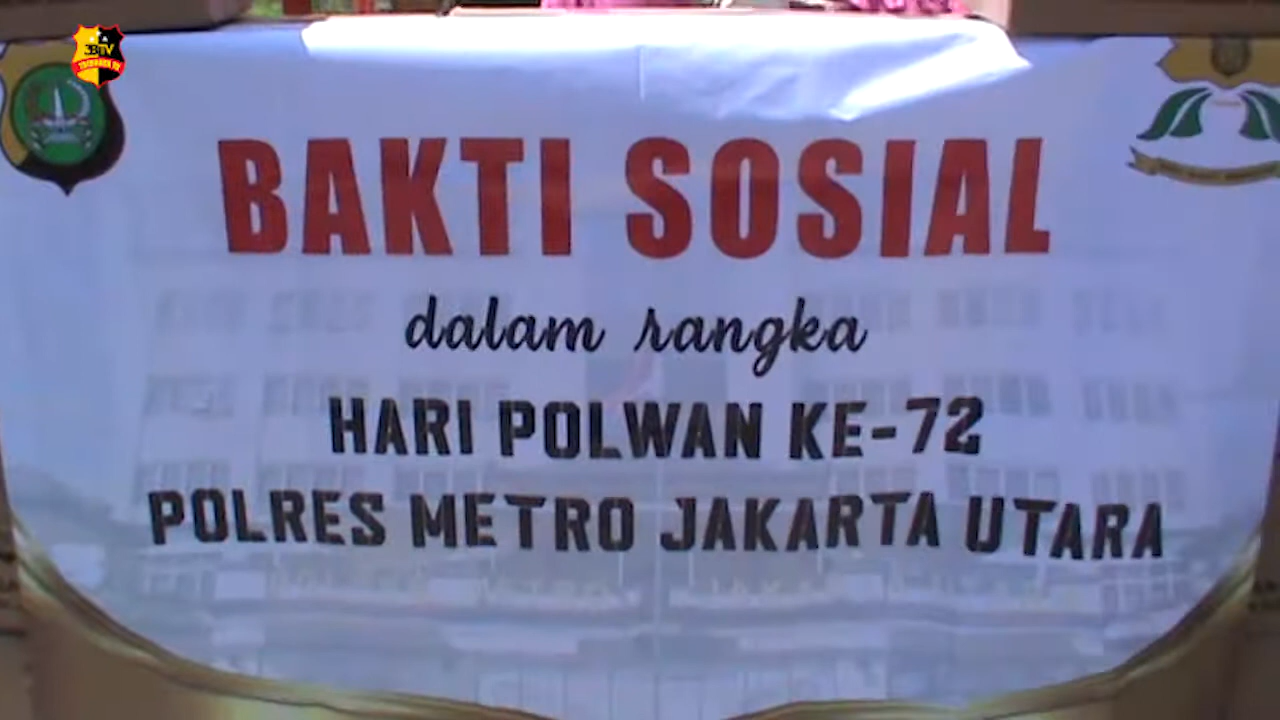 BAKTI SOSIAL
dalam rangka
HARI POLWAN KE-72
POLRES METRO JAKARTA UTARA